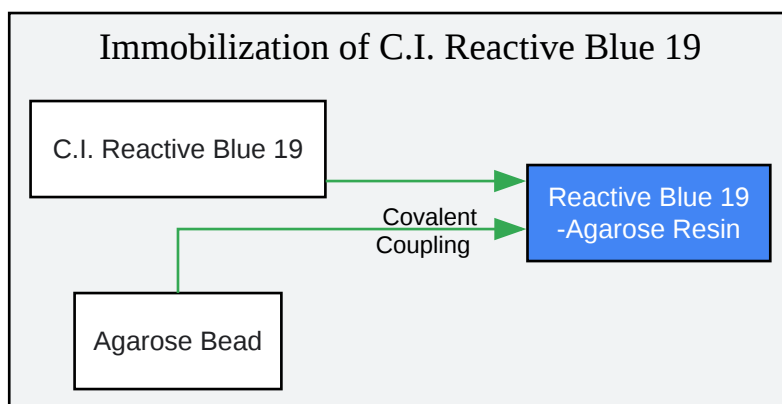 Immobilization of C.I. Reactive Blue 19
C.I. Reactive Blue 19
Reactive Blue 19
-Agarose Resin
Covalent
Coupling
Agarose Bead